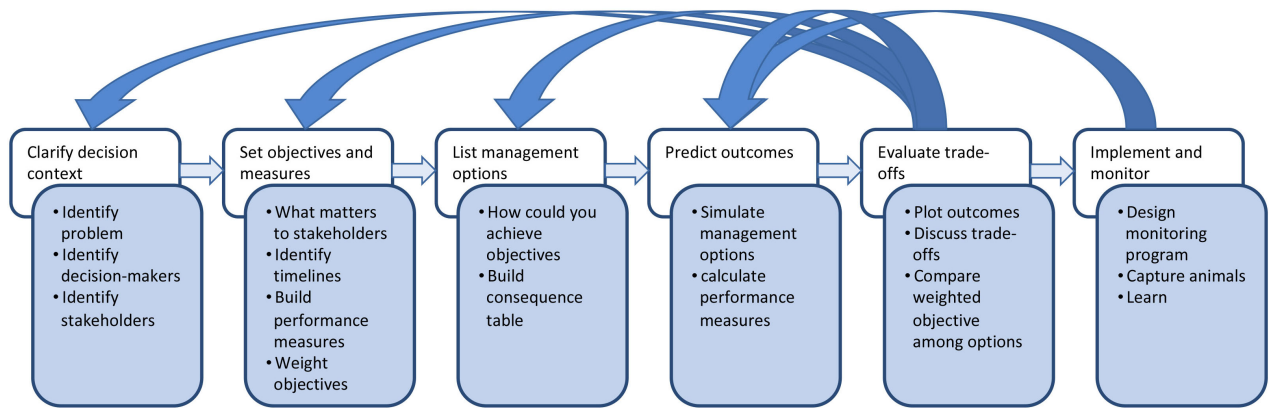 Clarify decision
context
• Identify
problem
• Identify
decision-makers
• Identify
stakeholders
Set objectives and
measures
• What matters
to stakeholders
• Identify
timelines
• Build
performance
measures
• Weight
objectives
List management
options
• How could you
achieve
objectives
• Build
consequence
table
Predict outcomes
• Simulate
management
options
• calculate
performance
measures
Evaluate trade-
offs
• Plot outcomes
• Discuss trade-
offs
• Compare
weighted
objective
among options
Implement and
monitor
• Design
monitoring
program
• Capture animals
• Learn